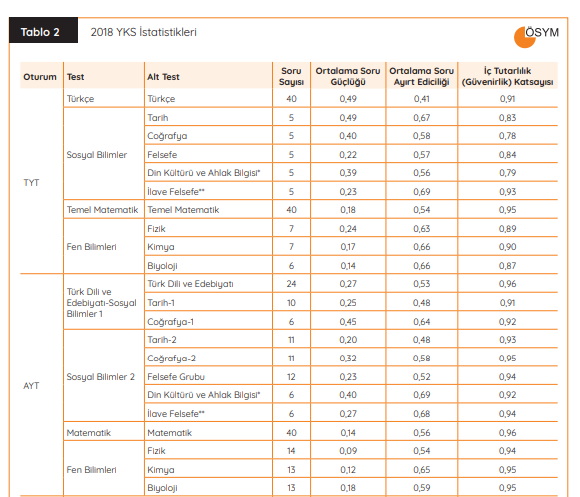 Tablo 2 2018 YKS İstatistikleri ÖSYM
Oturum Test Alt Test Soru Sayısı Ortalama Soru Güçlüğü Ortalama Soru Ayırt Ediciliği İç Tutarlılık (Güvenirlik) Katsayısı
TYT
Türkçe Türkçe 40 0,49 0,41 0,91
Sosyal Bilimler
Tarih 5 0,49 0,67 0,83
Coğrafya 5 0,40 0,58 0,78
Felsefe 5 0,22 0,57 0,84
Din Kültürü ve Ahlak Bilgisi* 5 0,39 0,56 0,79
İlave Felsefe** 5 0,23 0,69 0,93
Temel Matematik Temel Matematik 40 0,18 0,54 0,95
Fen Bilimleri
Fizik 7 0,24 0,63 0,89
Kimya 7 0,17 0,66 0,90
Biyoloji 6 0,14 0,66 0,87
AYT
Türk Dili ve Edebiyatı-Sosyal Bilimler 1
Türk Dili ve Edebiyatı 24 0,27 0,53 0,96
Tarih-1 10 0,25 0,48 0,91
Coğrafya-1 6 0,45 0,64 0,92
Sosyal Bilimler 2
Tarih-2 11 0,20 0,48 0,93
Coğrafya-2 11 0,32 0,58 0,95
Felsefe Grubu 12 0,23 0,52 0,94
Din Kültürü ve Ahlak Bilgisi* 6 0,40 0,69 0,92
İlave Felsefe** 6 0,27 0,68 0,94
Matematik Matematik 40 0,14 0,56 0,96
Fen Bilimleri
Fizik 14 0,09 0,54 0,94
Kimya 13 0,12 0,65 0,95
Biyoloji 13 0,18 0,59 0,95